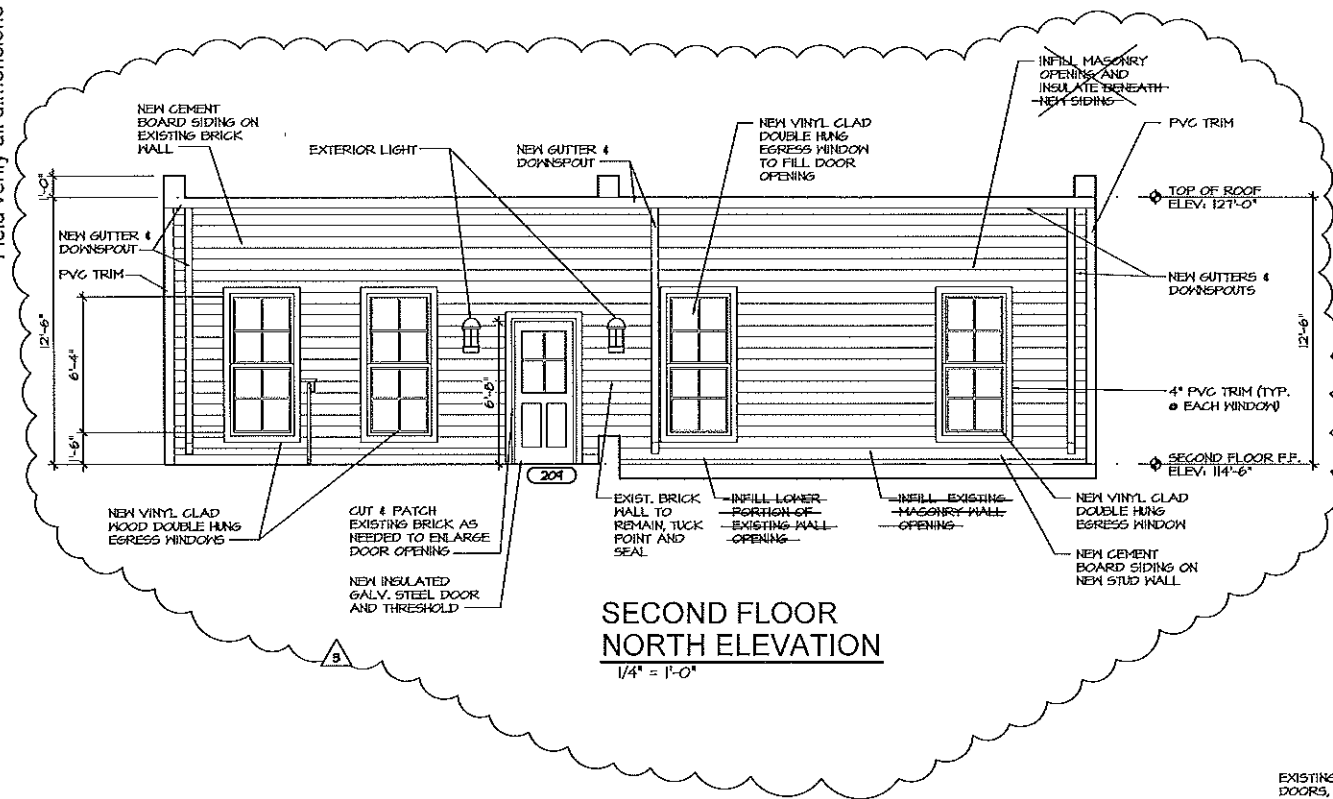 Field verify all dimensions
NEW CEMENT
BOARD SIDING ON
EXISTING BRICK
WALL
EXTERIOR LIGHT
NEW GUTTER &
DOWNSPOUT
NEW VINYL CLAD
DOUBLE HUNG
EGRESS WINDOW
TO FILL DOOR
OPENING
INFILL MASONRY
OPENING AND
INSULATE BENEATH
NEW SIDING
PVC TRIM
1'-0"
TOP OF ROOF
ELEV: 127'-0"
NEW GUTTER &
DOWNSPOUT
PVC TRIM
NEW GUTTERS &
DOWNSPOUTS
12'-6"
6'-4"
1'-6"
6'-8"
12'-6"
4" PVC TRIM (TYP.
@ EACH WINDOW)
SECOND FLOOR F.F.
ELEV: 114'-6"
209
NEW VINYL CLAD
WOOD DOUBLE HUNG
EGRESS WINDOWS
CUT & PATCH
EXISTING BRICK AS
NEEDED TO ENLARGE
DOOR OPENING
NEW INSULATED
GALV. STEEL DOOR
AND THRESHOLD
EXIST. BRICK
WALL TO
REMAIN, TUCK
POINT AND
SEAL
INFILL LOWER
PORTION OF
EXISTING WALL
OPENING
INFILL EXISTING
MASONRY WALL
OPENING
NEW VINYL CLAD
DOUBLE HUNG
EGRESS WINDOW
NEW CEMENT
BOARD SIDING ON
NEW STUD WALL
SECOND FLOOR
NORTH ELEVATION
1/4" = 1'-0"
EXISTING
DOORS,